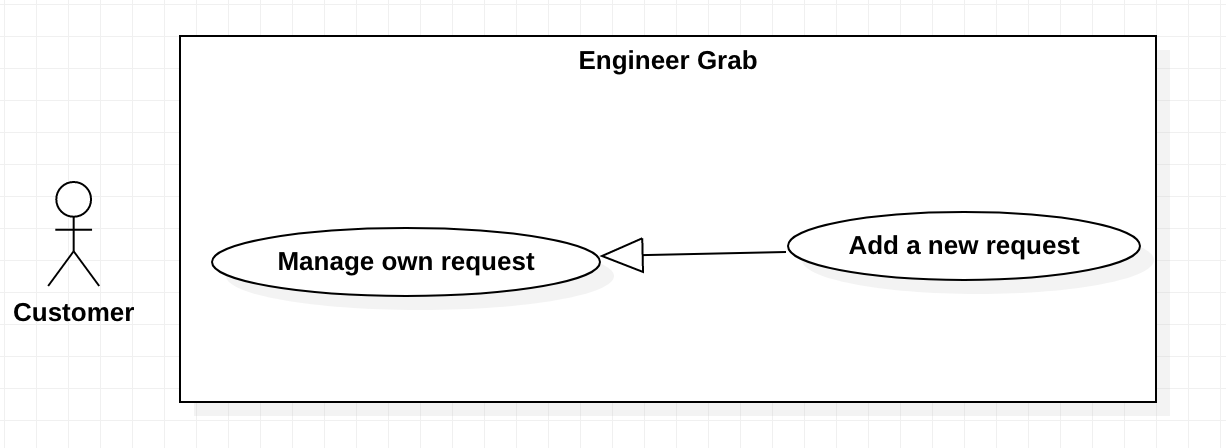 Engineer Grab
Manage own request
Add a new request
Customer